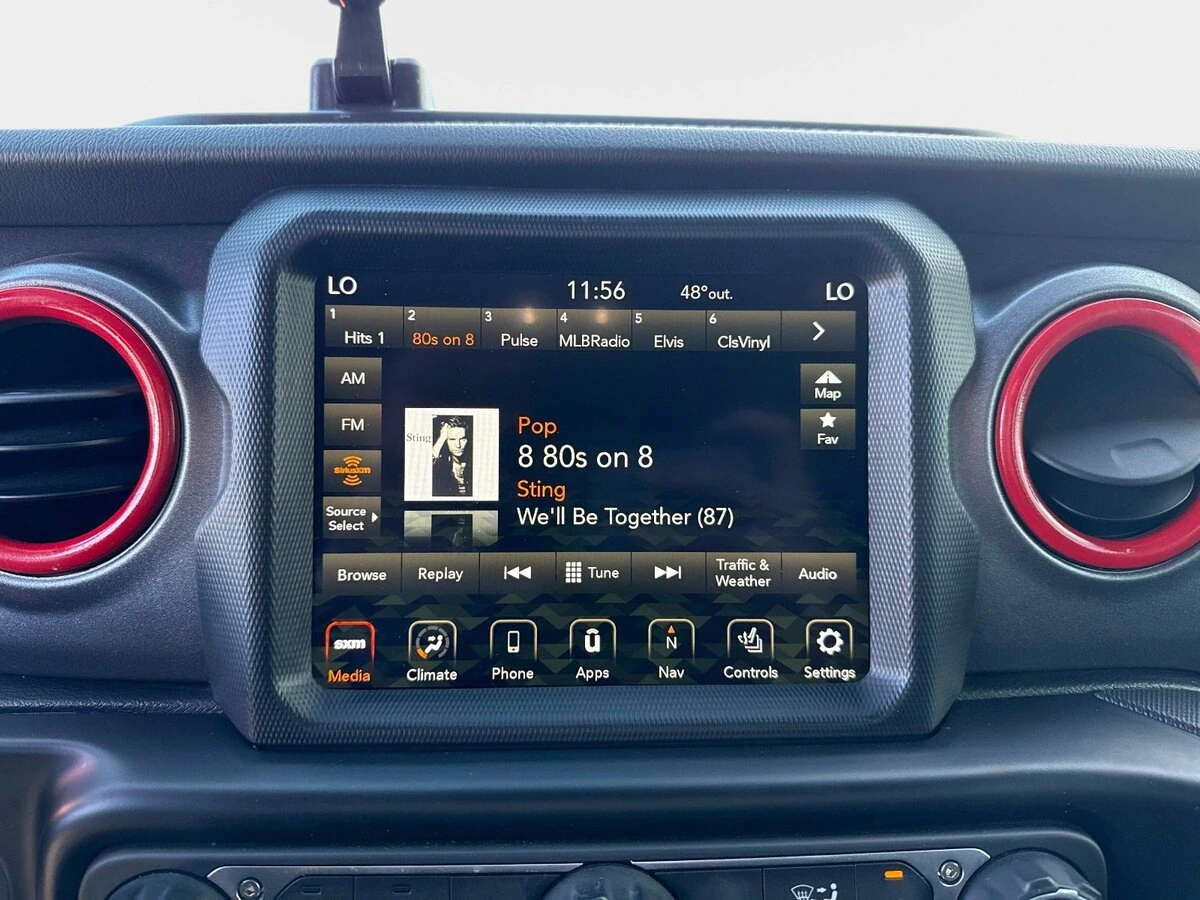 LO 11:56 48°out. LO
1 Hits 1 2 80s on 8 3 Pulse 4 MLBRadio 5 Elvis 6 ClsVinyl
AM
Map
FM
Fav
Sting
Pop
8 80s on 8
SiriusXM
Sting
Source
Select
We'll Be Together (87)
Browse Replay Tune Traffic &
Weather Audio
sxm ū N
Media Climate Phone Apps Nav Controls Settings